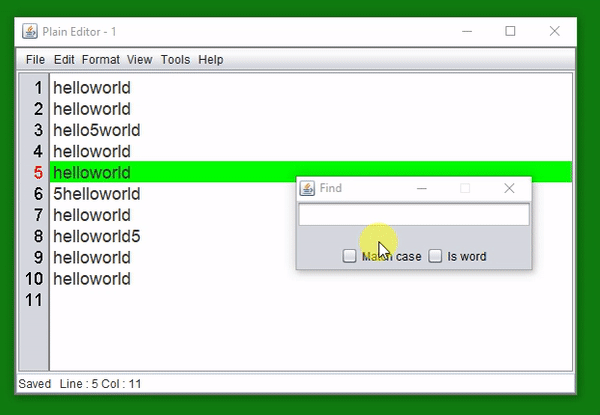 Plain Editor - 1
File Edit Format View Tools Help
1 helloworld
2 helloworld
3 hello5world
4 helloworld
5 helloworld
6 5helloworld
7 helloworld
8 helloworld5
9 helloworld
10 helloworld
11
Find
Match case Is word
Saved Line : 5 Col : 11